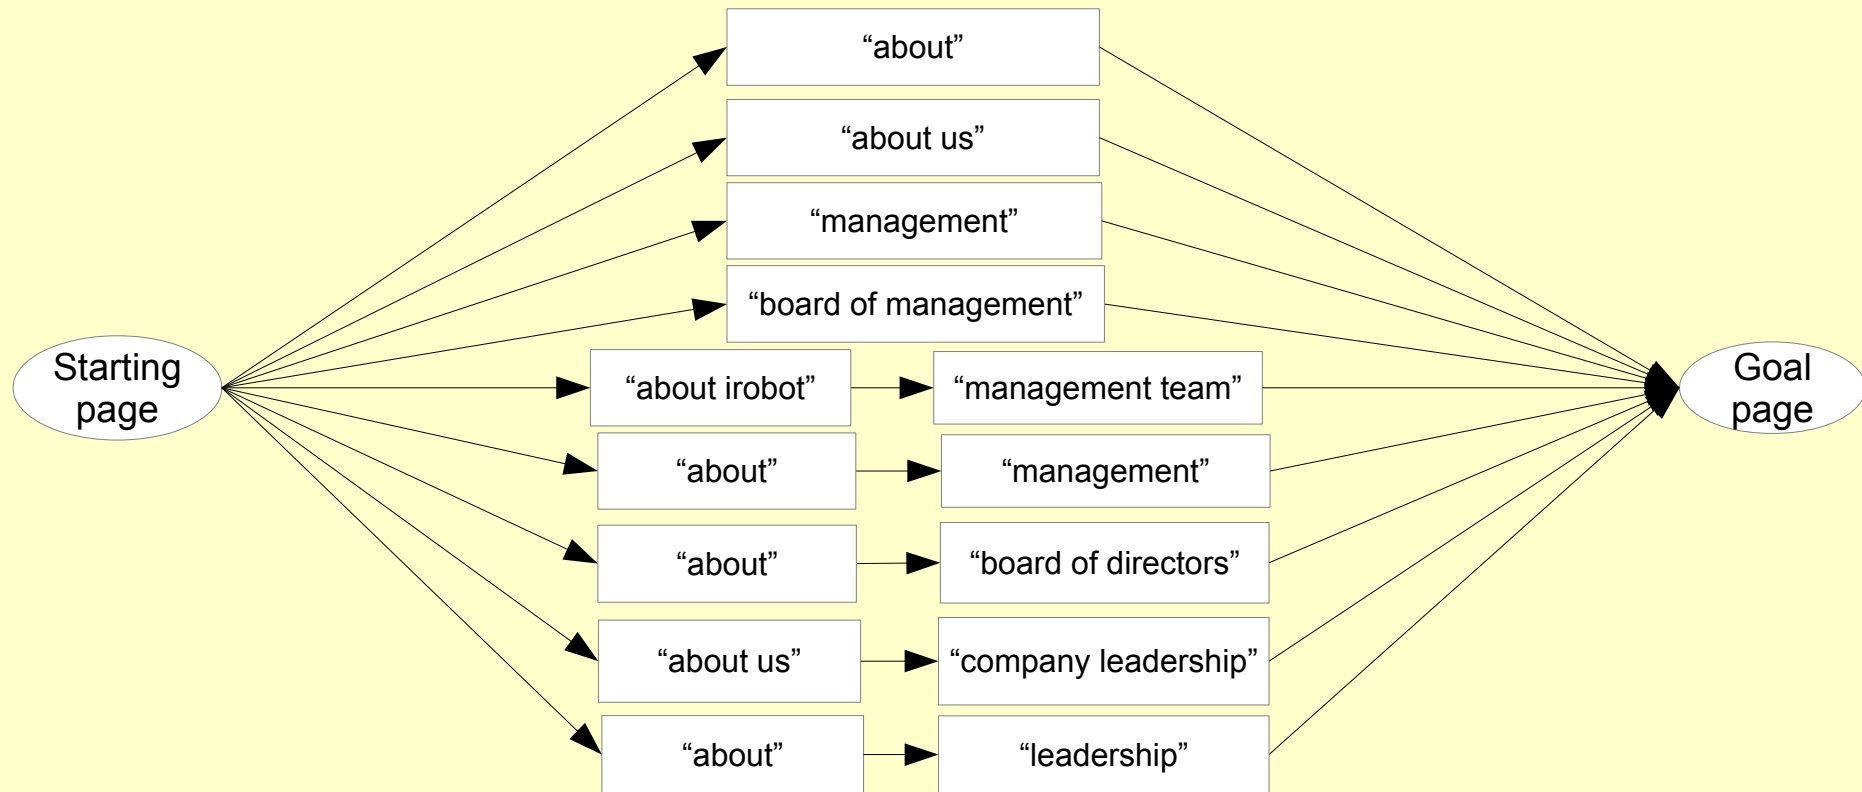 “about”
“about us”
“management”
“board of management”
Starting
page
“about irobot”
“management team”
Goal
page
“about”
“management”
“about”
“board of directors”
“about us”
“company leadership”
“about”
“leadership”